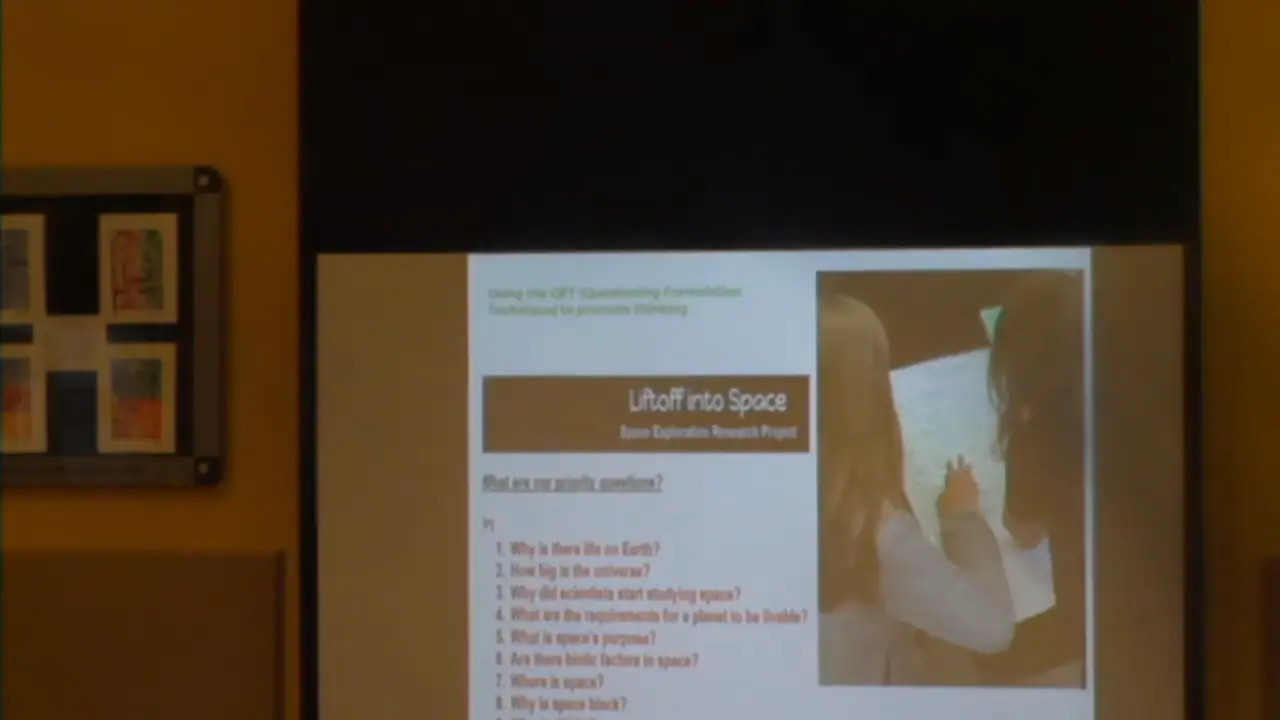 Using the QFT (Questioning Formulation
Technique) to promote thinking
Liftoff into Space
Space Exploration Research Project
What are our priority questions?
1. Why is there life on Earth?
2. How big is the universe?
3. Why did scientists start studying space?
4. What are the requirements for a planet to be livable?
5. What is space's purpose?
6. Are there biotic factors in space?
7. Where is space?
8. Why is space black?